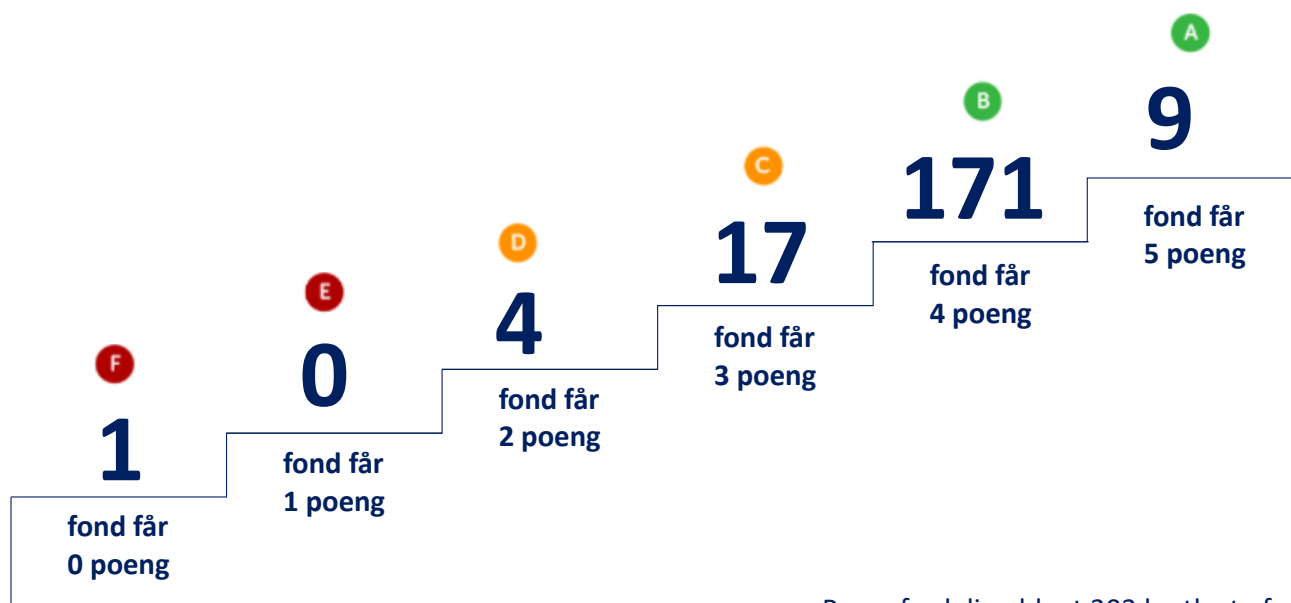 F
1
fond får
0 poeng
E
0
fond får
1 poeng
D
4
fond får
2 poeng
C
17
fond får
3 poeng
B
171
fond får
4 poeng
A
9
fond får
5 poeng